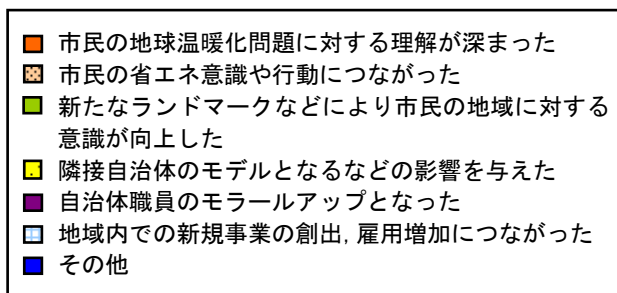 市民の地球温暖化問題に対する理解が深まった
市民の省エネ意識や行動につながった
新たなランドマークなどにより市民の地域に対する
意識が向上した
隣接自治体のモデルとなるなどの影響を与えた
自治体職員のモラールアップとなった
地域内での新規事業の創出, 雇用増加につながった
その他